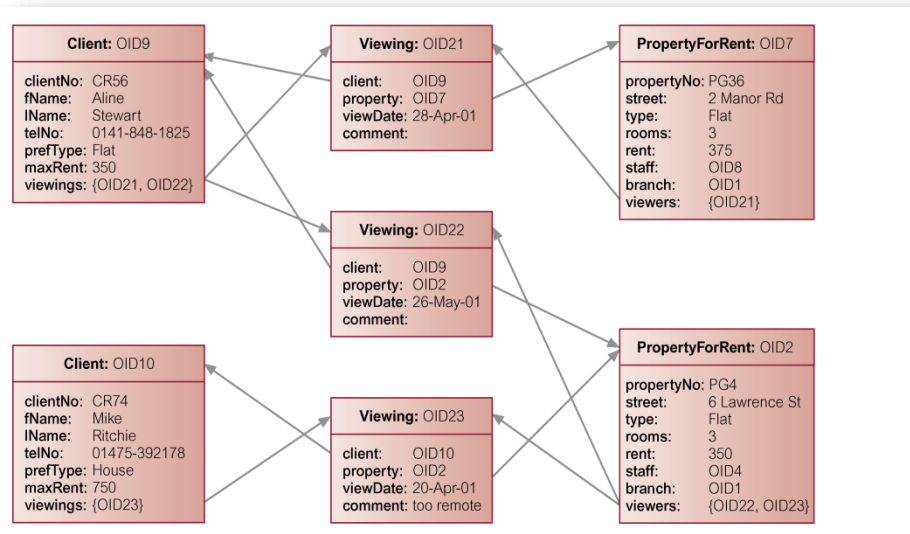 Client: OID9
clientNo: CR56
fName: Aline
lName: Stewart
telNo: 0141-848-1825
prefType: Flat
maxRent: 350
viewings: {OID21, OID22}
Viewing: OID21
client: OID9
property: OID7
viewDate: 28-Apr-01
comment:
PropertyForRent: OID7
propertyNo: PG36
street: 2 Manor Rd
type: Flat
rooms: 3
rent: 375
staff: OID8
branch: OID1
viewers: {OID21}
Viewing: OID22
client: OID9
property: OID2
viewDate: 26-May-01
comment:
Client: OID10
clientNo: CR74
fName: Mike
lName: Ritchie
telNo: 01475-392178
prefType: House
maxRent: 750
viewings: {OID23}
Viewing: OID23
client: OID10
property: OID2
viewDate: 20-Apr-01
comment: too remote
PropertyForRent: OID2
propertyNo: PG4
street: 6 Lawrence St
type: Flat
rooms: 3
rent: 350
staff: OID4
branch: OID1
viewers: {OID22, OID23}